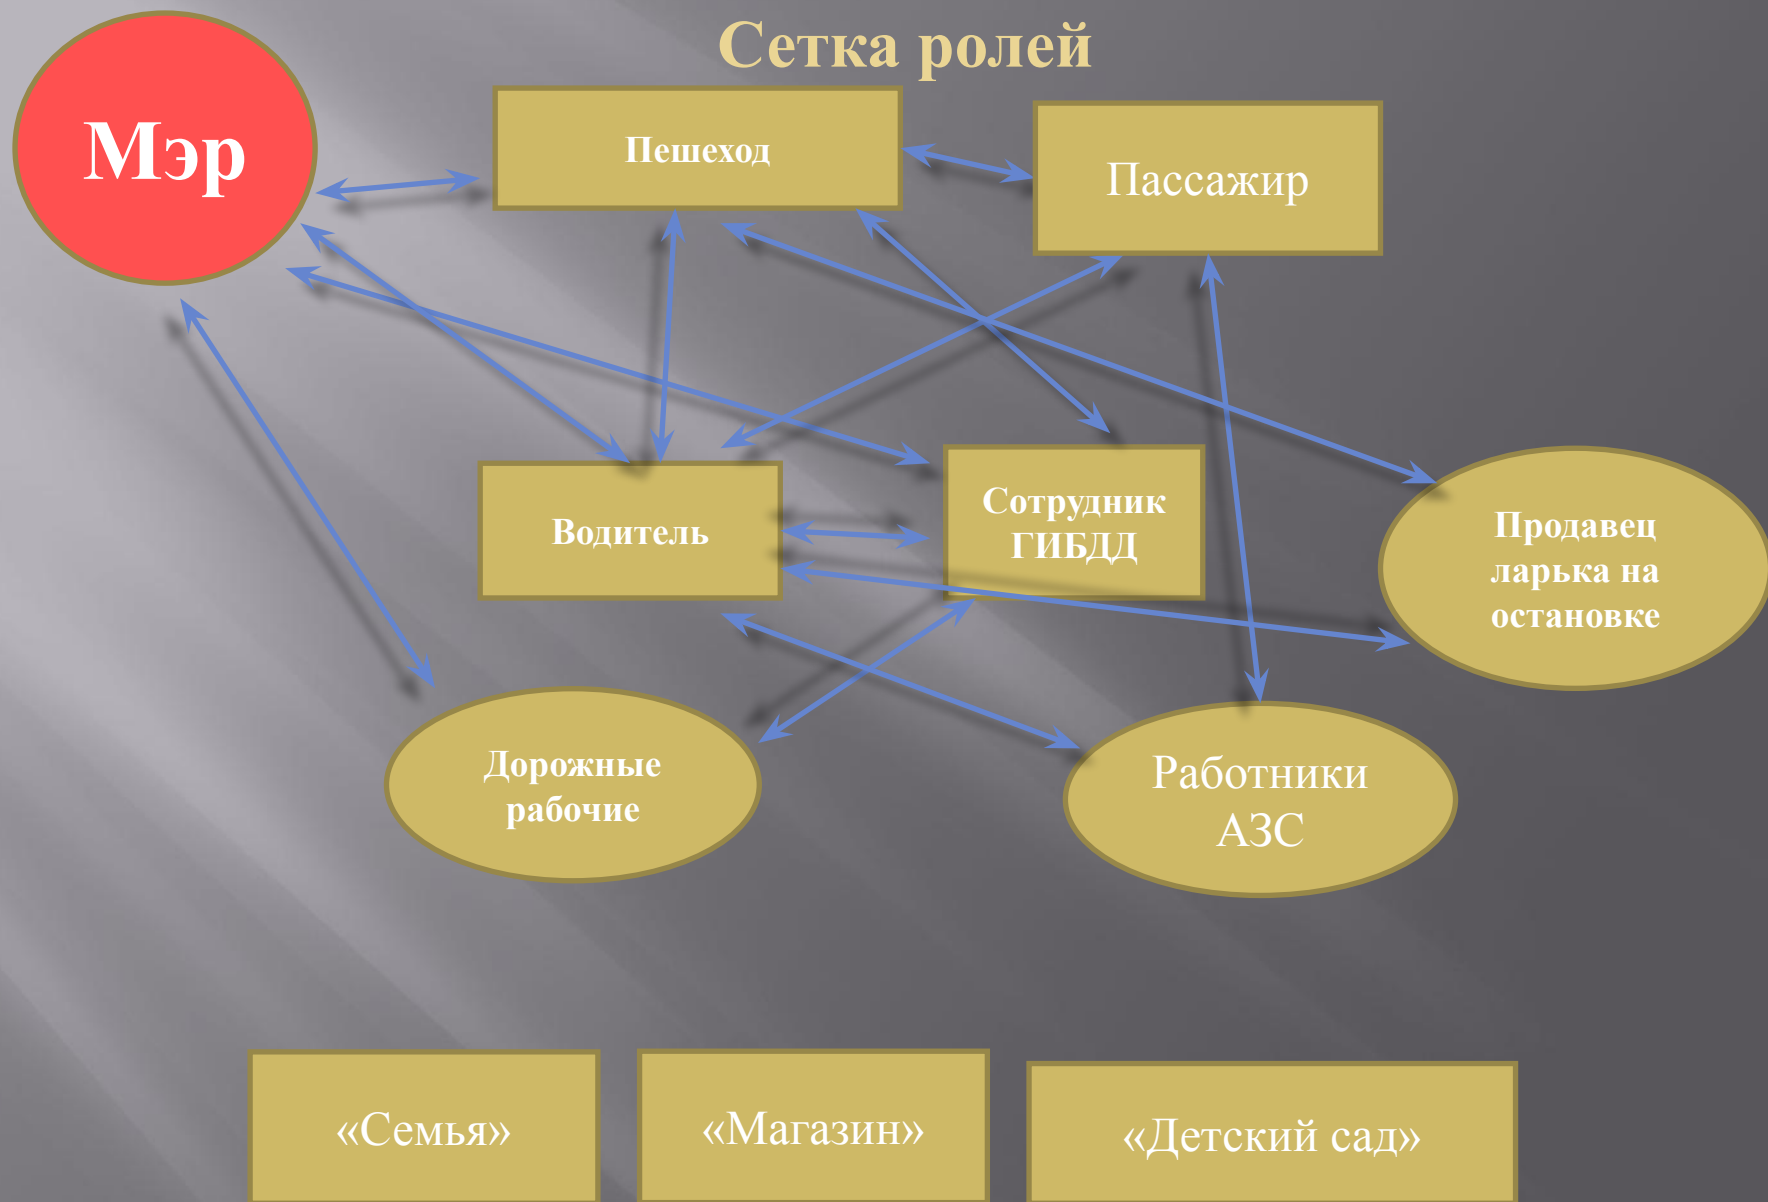 Сетка ролей
Мэр
Пешеход
Пассажир
Водитель
Сотрудник
ГИБДД
Продавец
ларька на
остановке
Дорожные
рабочие
Работники
АЗС
«Семья»
«Магазин»
«Детский сад»